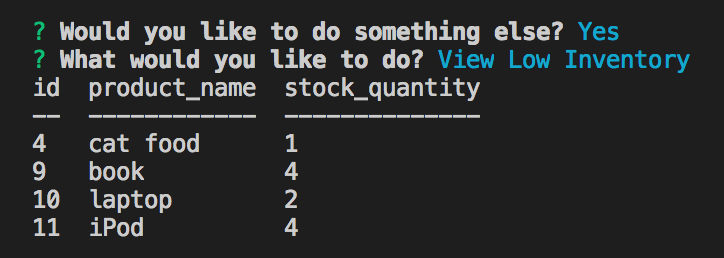 ? Would you like to do something else? Yes
? What would you like to do? View Low Inventory
id  product_name  stock_quantity
--  ------------  --------------
4   cat food      1
9   book          4
10  laptop        2
11  iPod          4